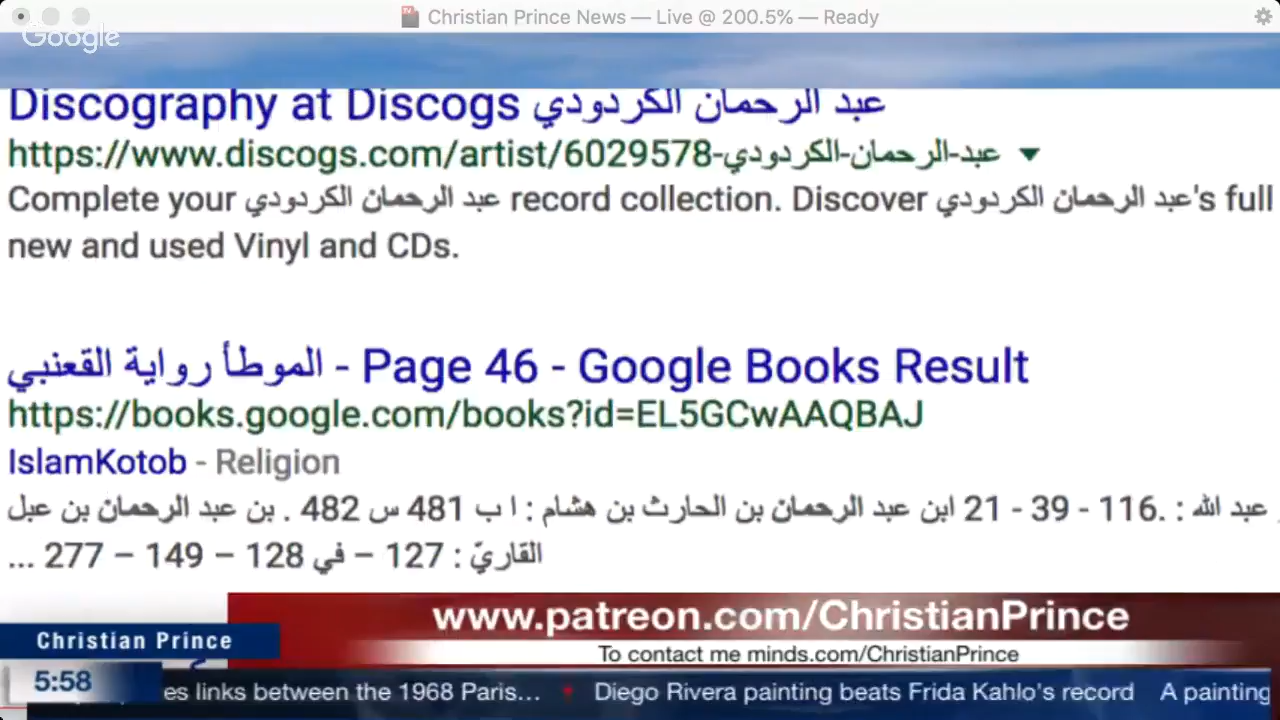 Christian Prince News — Live @ 200.5% — Ready
Google
Discography at Discogs عبد الرحمان الكردودي
https://www.discogs.com/artist/6029578-عبد-الرحمان-الكردودي
Complete your عبد الرحمان الكردودي record collection. Discover عبد الرحمان الكردودي's full
new and used Vinyl and CDs.
الموطأ رواية القعنبي - Page 46 - Google Books Result
https://books.google.com/books?id=EL5GCwAAQBAJ
IslamKotob - Religion
عبد الله : .116 - 39 - 21 ابن عبد الرحمان بن الحارث بن هشام : ا ب 481 س 482 . بن عبد الرحمان بن عبل
القاريّ : 127 – في 128 – 149 – 277 ...
www.patreon.com/ChristianPrince
Christian Prince
To contact me minds.com/ChristianPrince
5:58
es links between the 1968 Paris... • Diego Rivera painting beats Frida Kahlo's record A painting